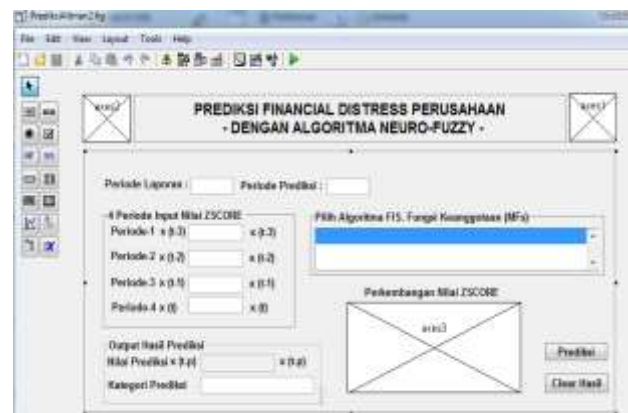 PrediksiAltman2.fig
File Edit View Layout Tools Help
axes2
PREDIKSI FINANCIAL DISTRESS PERUSAHAAN
- DENGAN ALGORITMA NEURO-FUZZY -
axes1
Periode Laporan : Periode Prediksi :
4 Periode Input Nilai ZSCORE
Periode-1 x (t-3) x (t-3)
Periode-2 x (t-2) x (t-2)
Periode-3 x (t-1) x (t-1)
Periode-4 x (t) x (t)
Pilih Algoritma FIS, Fungsi Keanggotaan (MFs)
Perkembangan Nilai ZSCORE
axes3
Output Hasil Prediksi
Nilai Prediksi x (t+p) x (t+p)
Kategori Prediksi
Prediksi
Clear Hasil